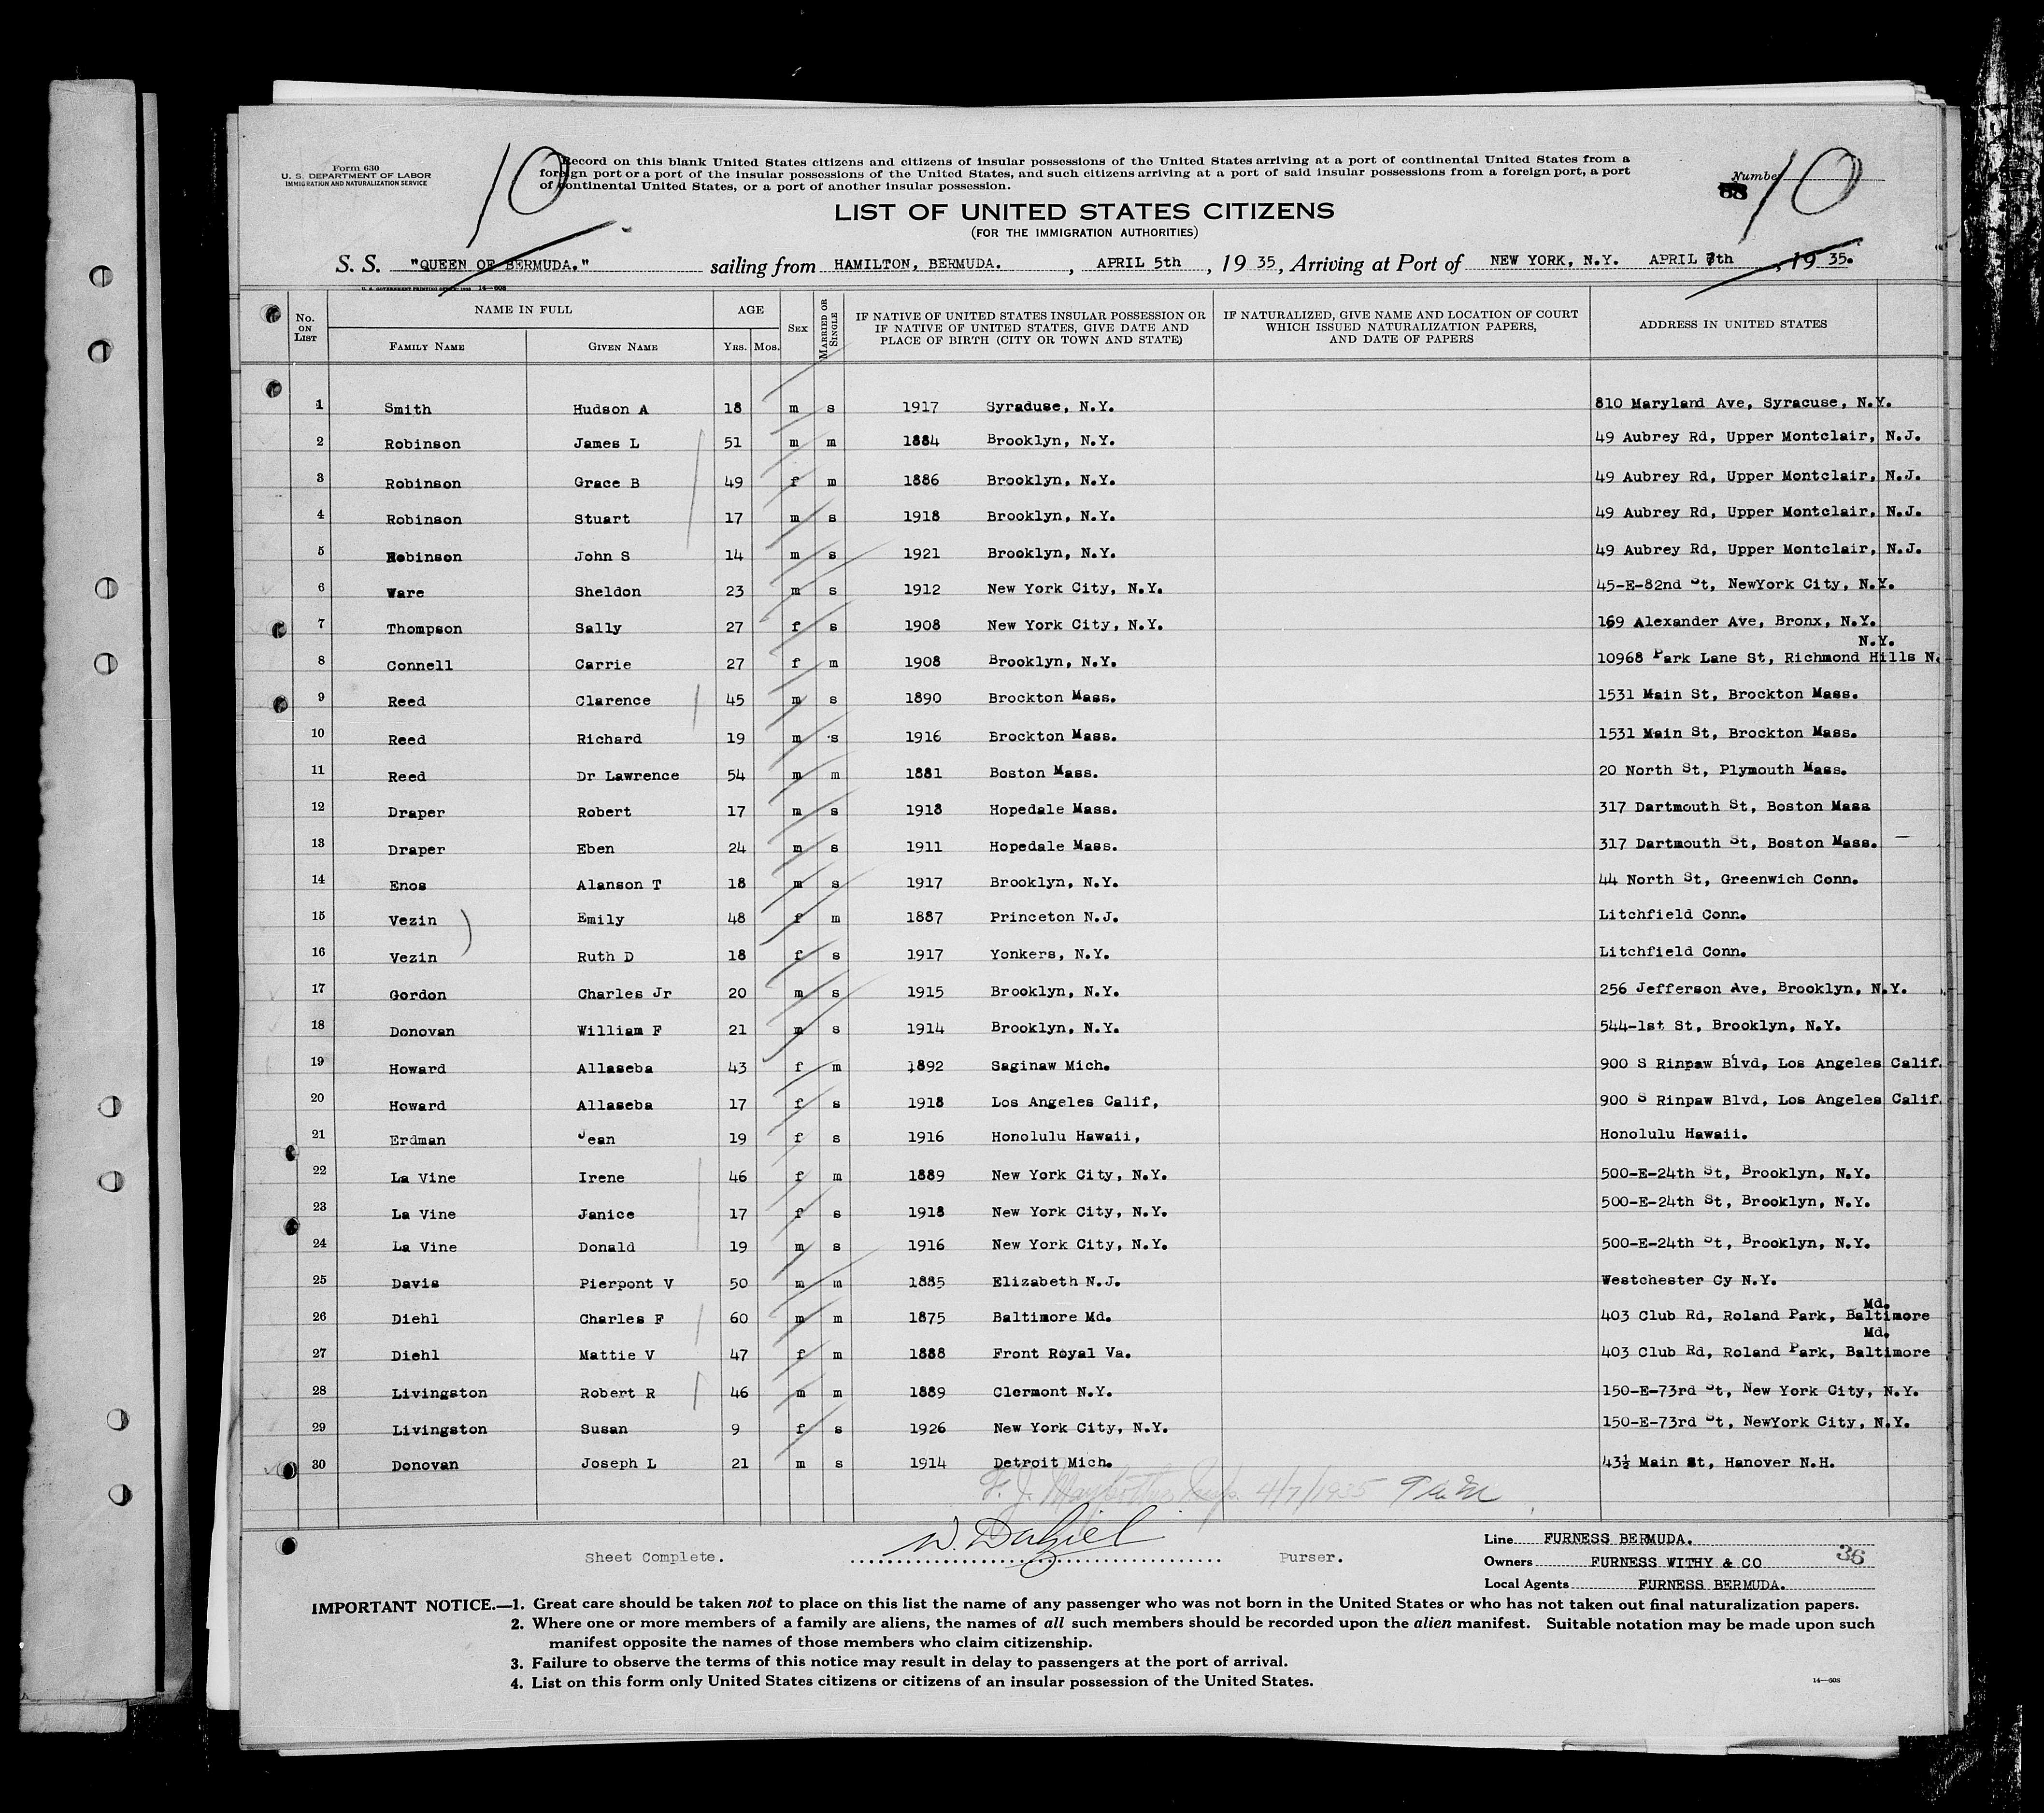 Form 630
U. S. DEPARTMENT OF LABOR
IMMIGRATION AND NATURALIZATION SERVICE
10
Record on this blank United States citizens and citizens of insular possessions of the United States arriving at a port of continental United States from a
foreign port or a port of the insular possessions of the United States, and such citizens arriving at a port of said insular possessions from a foreign port, a port
of continental United States, or a port of another insular possession.
Number
88 10
LIST OF UNITED STATES CITIZENS
(FOR THE IMMIGRATION AUTHORITIES)
S. S. "QUEEN OF BERMUDA." sailing from HAMILTON, BERMUDA. , APRIL 5th , 19 35, Arriving at Port of NEW YORK, N.Y. APRIL 7th , 19 35.
U. S. GOVERNMENT PRINTING OFFICE 14—608
No. ON LIST NAME IN FULL FAMILY NAME GIVEN NAME AGE YRS. MOS. SEX MARRIED OR SINGLE IF NATIVE OF UNITED STATES INSULAR POSSESSION OR IF NATIVE OF UNITED STATES, GIVE DATE AND PLACE OF BIRTH (CITY OR TOWN AND STATE) IF NATURALIZED, GIVE NAME AND LOCATION OF COURT WHICH ISSUED NATURALIZATION PAPERS, AND DATE OF PAPERS ADDRESS IN UNITED STATES
1 Smith Hudson A 18 m s 1917 Syraduse, N.Y. 810 Maryland Ave, Syracuse, N.Y.
2 Robinson James L 51 m m 1884 Brooklyn, N.Y. 49 Aubrey Rd, Upper Montclair, N.J.
3 Robinson Grace B 49 f m 1886 Brooklyn, N.Y. 49 Aubrey Rd, Upper Montclair, N.J.
4 Robinson Stuart 17 m s 1918 Brooklyn, N.Y. 49 Aubrey Rd, Upper Montclair, N.J.
5 Robinson John S 14 m s 1921 Brooklyn, N.Y. 49 Aubrey Rd, Upper Montclair, N.J.
6 Ware Sheldon 23 m s 1912 New York City, N.Y. 45-E-82nd St, NewYork City, N.Y.
7 Thompson Sally 27 f s 1908 New York City, N.Y. 169 Alexander Ave, Bronx, N.Y.
N.Y.
8 Connell Carrie 27 f m 1908 Brooklyn, N.Y. 10968 Park Lane St, Richmond Hills N.
9 Reed Clarence 45 m s 1890 Brockton Mass. 1531 Main St, Brockton Mass.
10 Reed Richard 19 m s 1916 Brockton Mass. 1531 Main St, Brockton Mass.
11 Reed Dr Lawrence 54 m m 1881 Boston Mass. 20 North St, Plymouth Mass.
12 Draper Robert 17 m s 1918 Hopedale Mass. 317 Dartmouth St, Boston Mass
13 Draper Eben 24 m s 1911 Hopedale Mass. 317 Dartmouth St, Boston Mass.
14 Enos Alanson T 18 m s 1917 Brooklyn, N.Y. 44 North St, Greenwich Conn.
15 Vezin Emily 48 f m 1887 Princeton N.J. Litchfield Conn.
16 Vezin Ruth D 18 f s 1917 Yonkers, N.Y. Litchfield Conn.
17 Gordon Charles Jr 20 m s 1915 Brooklyn, N.Y. 256 Jefferson Ave, Brooklyn, N.Y.
18 Donovan William F 21 m s 1914 Brooklyn, N.Y. 544-1st St, Brooklyn, N.Y.
19 Howard Allaseba 43 f m 1892 Saginaw Mich. 900 S Rinpaw Blvd, Los Angeles Calif.
20 Howard Allaseba 17 f s 1918 Los Angeles Calif, 900 S Rinpaw Blvd, Los Angeles Calif.
21 Erdman Jean 19 f s 1916 Honolulu Hawaii, Honolulu Hawaii.
22 La Vine Irene 46 f m 1889 New York City, N.Y. 500-E-24th St, Brooklyn, N.Y.
23 La Vine Janice 17 f s 1918 New York City, N.Y. 500-E-24th St, Brooklyn, N.Y.
24 La Vine Donald 19 m s 1916 New York City, N.Y. 500-E-24th St, Brooklyn, N.Y.
25 Davis Pierpont V 50 m m 1885 Elizabeth N.J. Westchester Cy N.Y.
Md.
26 Diehl Charles F 60 m m 1875 Baltimore Md. 403 Club Rd, Roland Park, Baltimore
Md.
27 Diehl Mattie V 47 f m 1888 Front Royal Va. 403 Club Rd, Roland Park, Baltimore
28 Livingston Robert R 46 m m 1889 Clermont N.Y. 150-E-73rd St, New York City, N.Y.
29 Livingston Susan 9 f s 1926 New York City, N.Y. 150-E-73rd St, NewYork City, N.Y.
30 Donovan Joseph L 21 m s 1914 Detroit Mich. 43½ Main St, Hanover N.H.
4/7/1935
Sheet Complete. W. Dalziel Purser.
Line FURNESS BERMUDA.
Owners FURNESS WITHY & CO 36
Local Agents FURNESS BERMUDA.
IMPORTANT NOTICE.—1. Great care should be taken not to place on this list the name of any passenger who was not born in the United States or who has not taken out final naturalization papers.
2. Where one or more members of a family are aliens, the names of all such members should be recorded upon the alien manifest. Suitable notation may be made upon such
manifest opposite the names of those members who claim citizenship.
3. Failure to observe the terms of this notice may result in delay to passengers at the port of arrival.
4. List on this form only United States citizens or citizens of an insular possession of the United States.
14—608